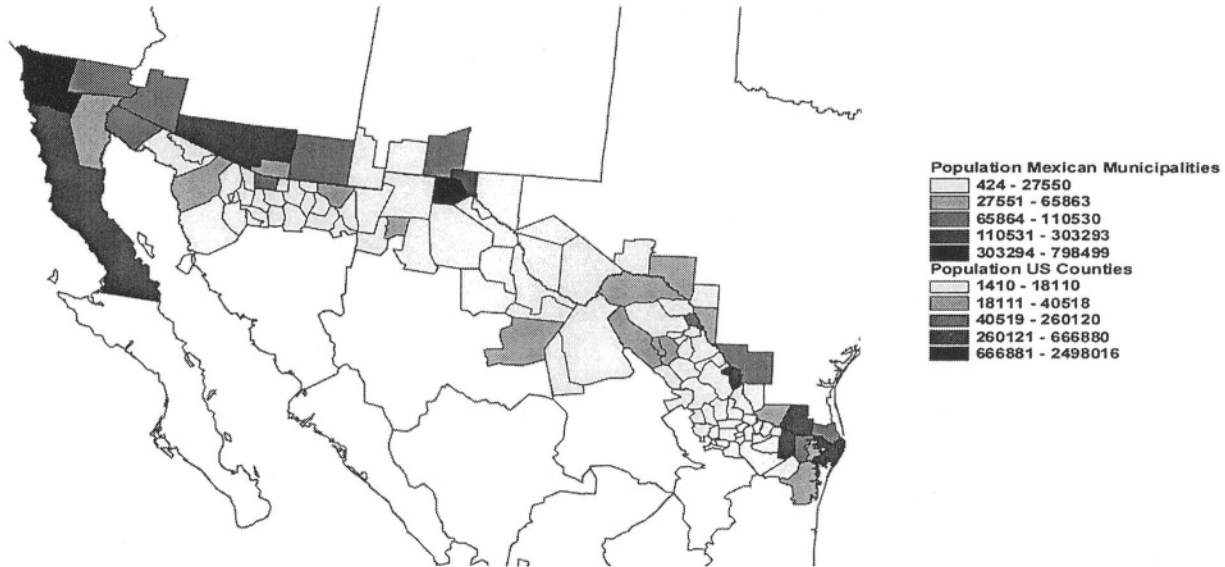 Population Mexican Municipalities
424 - 27550
27551 - 65863
65864 - 110530
110531 - 303293
303294 - 798499
Population US Counties
1410 - 18110
18111 - 40518
40519 - 260120
260121 - 666880
666881 - 2498016